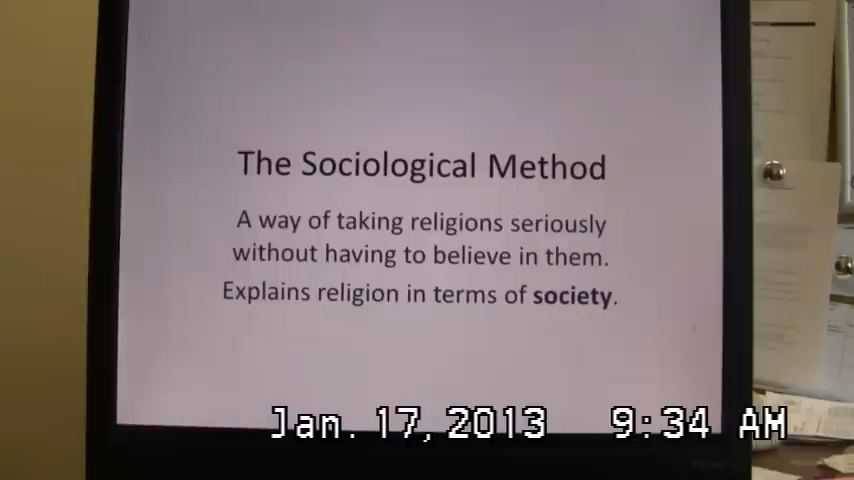 The Sociological Method
A way of taking religions seriously
without having to believe in them.
Explains religion in terms of society.
Jan. 17, 2013 9:34 AM